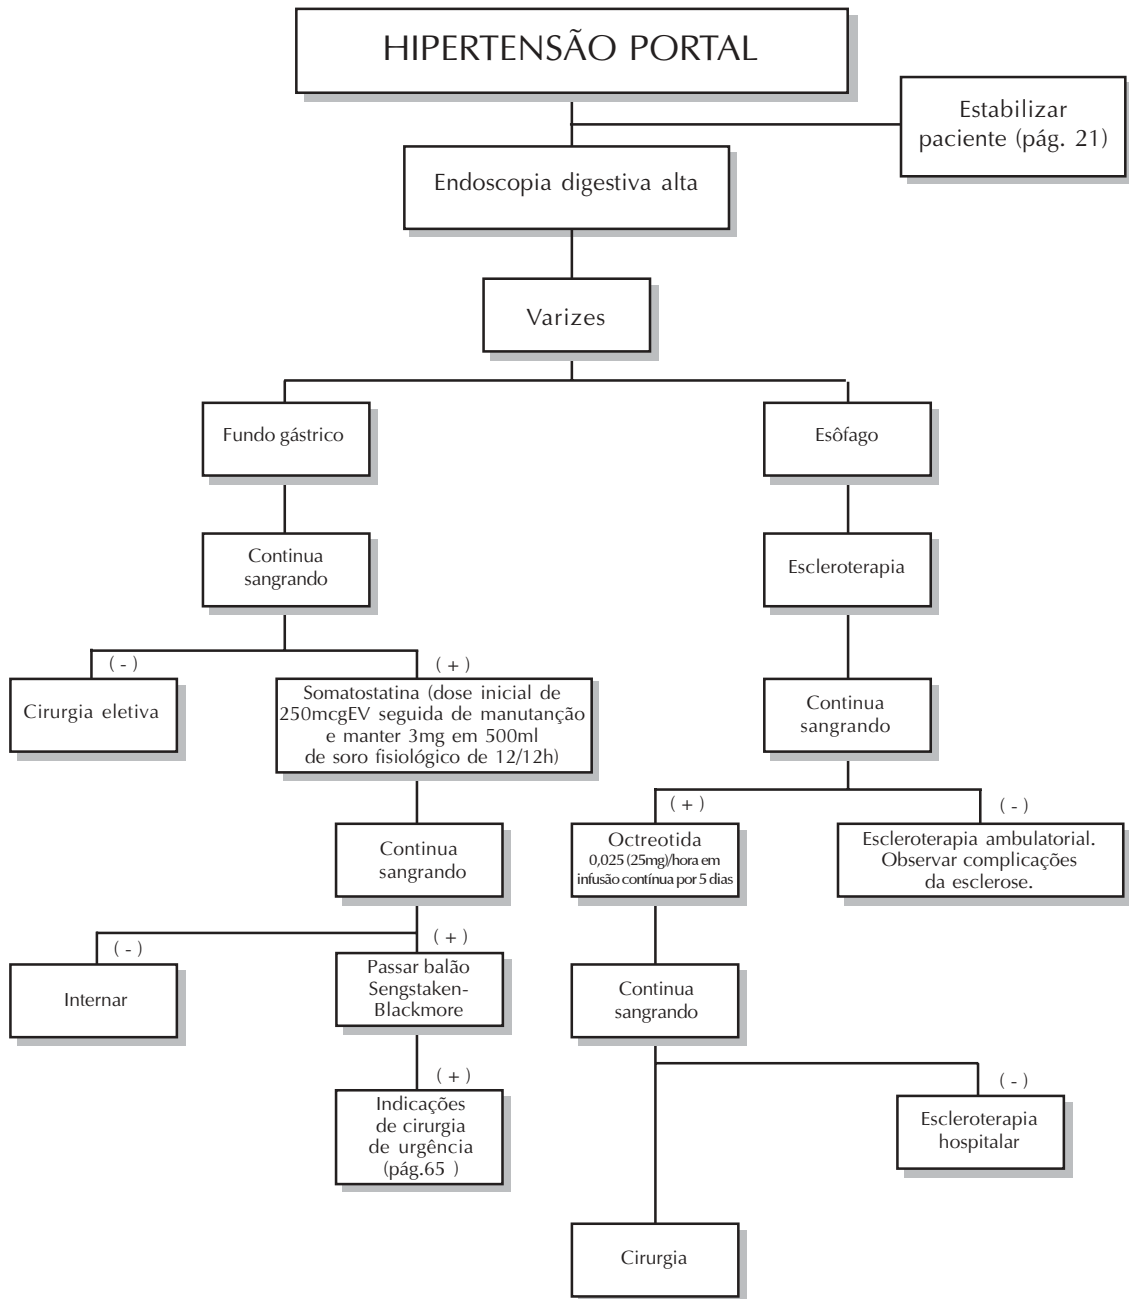 HIPERTENSÃO PORTAL
Estabilizar
paciente (pág. 21)
Endoscopia digestiva alta
Varizes
Fundo gástrico
Esôfago
Continua
sangrando
Escleroterapia
( - )
( + )
Cirurgia eletiva
Somatostatina (dose inicial de
250mcgEV seguida de manutanção
e manter 3mg em 500ml
de soro fisiológico de 12/12h)
Continua
sangrando
( + )
( - )
Continua
sangrando
Octreotida
0,025 (25mg)/hora em
infusão contínua por 5 dias
Escleroterapia ambulatorial.
Observar complicações
da esclerose.
( - )
( + )
Internar
Passar balão
Sengstaken-
Blackmore
Continua
sangrando
( + )
( - )
Indicações
de cirurgia
de urgência
(pág.65 )
Escleroterapia
hospitalar
Cirurgia